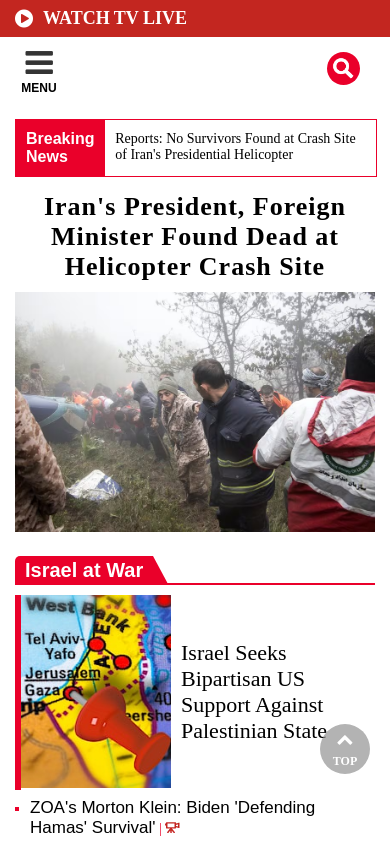 WATCH TV LIVE
MENU
Breaking
News
Reports: No Survivors Found at Crash Site
of Iran's Presidential Helicopter
Iran's President, Foreign
Minister Found Dead at
Helicopter Crash Site
Israel at War
West Bank
Tel Aviv-
Yafo
Jerusalem
Gaza
40
Israel Seeks
Bipartisan US
Support Against
Palestinian State
TOP
ZOA's Morton Klein: Biden 'Defending
Hamas' Survival' |